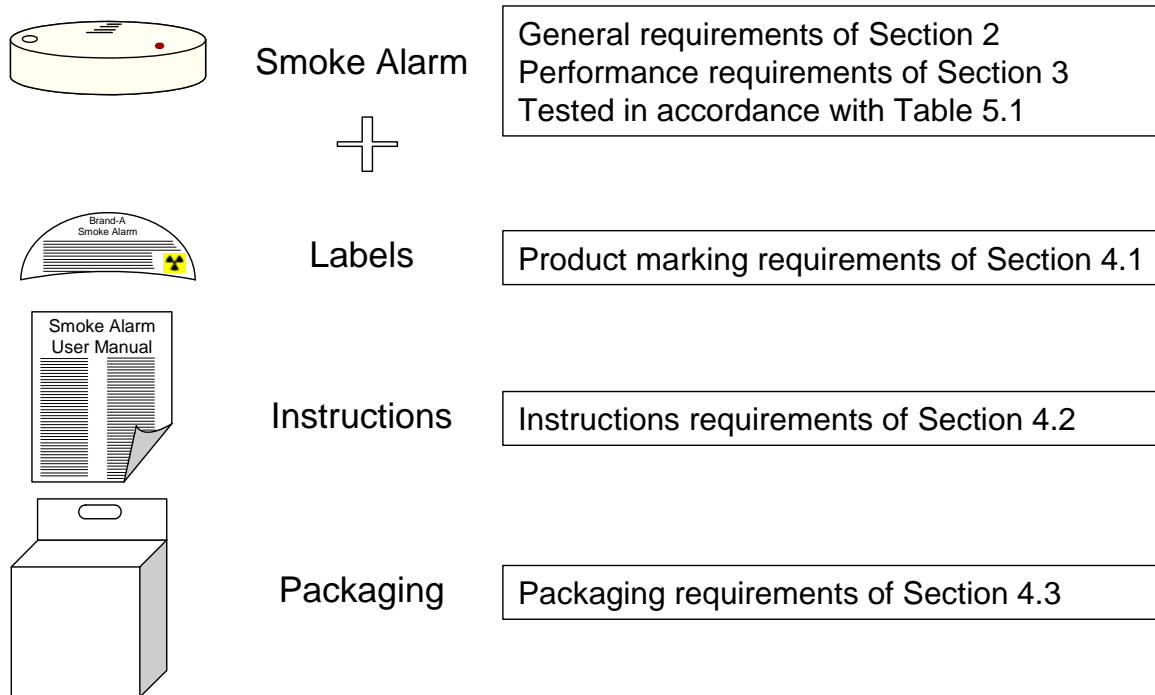 Smoke Alarm
General requirements of Section 2
Performance requirements of Section 3
Tested in accordance with Table 5.1
Brand-A
Smoke Alarm
Labels
Product marking requirements of Section 4.1
Smoke Alarm
User Manual
Instructions
Instructions requirements of Section 4.2
Packaging
Packaging requirements of Section 4.3